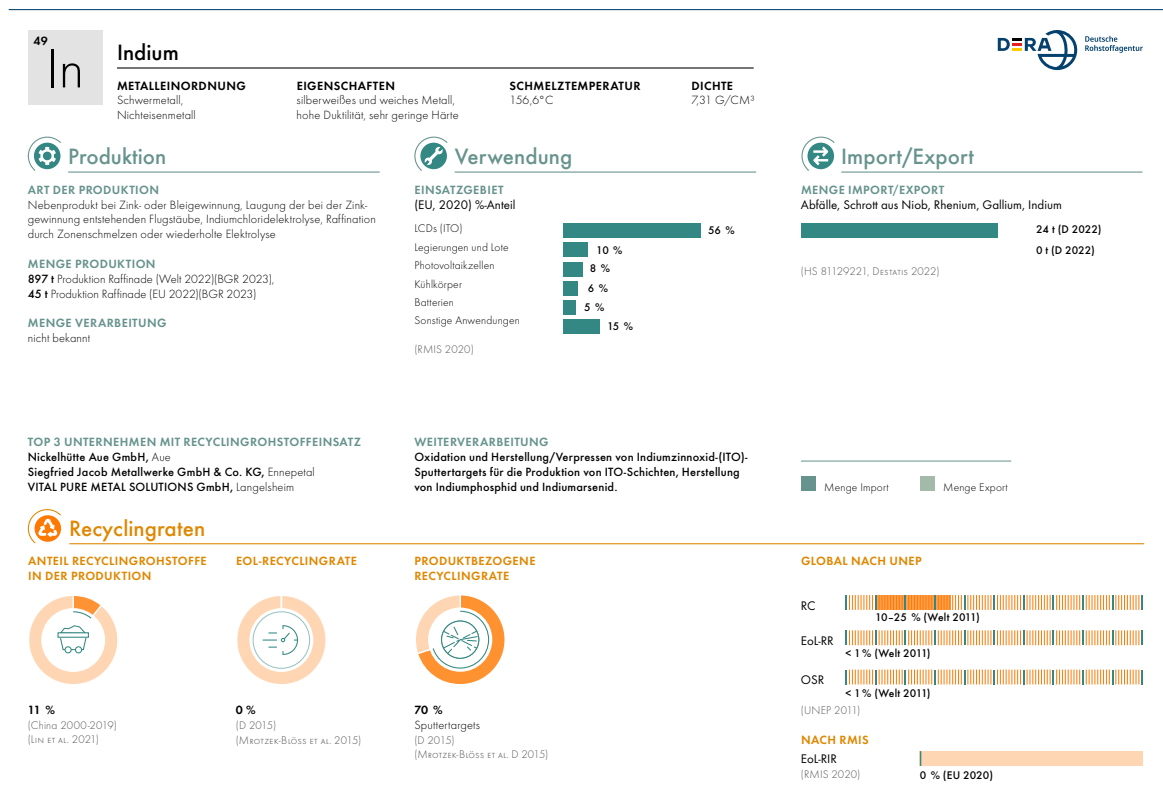 49
In
Indium
DERA
Deutsche
Rohstoffagentur
METALLEINORDNUNG
Schwermetall,
Nichteisenmetall
EIGENSCHAFTEN
silberweißes und weiches Metall,
hohe Duktilität, sehr geringe Härte
SCHMELZTEMPERATUR
156,6°C
DICHTE
7,31 G/CM³
Produktion
ART DER PRODUKTION
Nebenprodukt bei Zink- oder Bleigewinnung, Laugung der bei der Zink-
gewinnung entstehenden Flugstäube, Indiumchloridelektrolyse, Raffination
durch Zonenschmelzen oder wiederholte Elektrolyse
MENGE PRODUKTION
897 t Produktion Raffinade (Welt 2022)(BGR 2023),
45 t Produktion Raffinade (EU 2022)(BGR 2023)
MENGE VERARBEITUNG
nicht bekannt
TOP 3 UNTERNEHMEN MIT RECYCLINGROHSTOFFEINSATZ
Nickelhütte Aue GmbH, Aue
Siegfried Jacob Metallwerke GmbH & Co. KG, Ennepetal
VITAL PURE METAL SOLUTIONS GmbH, Langelsheim
Verwendung
EINSATZGEBIET
(EU, 2020) %-Anteil
LCDs (ITO) 56 %
Legierungen und Lote 10 %
Photovoltaikzellen 8 %
Kühlkörper 6 %
Batterien 5 %
Sonstige Anwendungen 15 %
(RMIS 2020)
WEITERVERARBEITUNG
Oxidation und Herstellung/Verpressen von Indiumzinnoxid-(ITO)-
Sputtertargets für die Produktion von ITO-Schichten, Herstellung
von Indiumphosphid und Indiumarsenid.
Import/Export
MENGE IMPORT/EXPORT
Abfälle, Schrott aus Niob, Rhenium, Gallium, Indium
24 t (D 2022)
0 t (D 2022)
(HS 81129221, Destatis 2022)
Menge Import Menge Export
Recyclingraten
ANTEIL RECYCLINGROHSTOFFE
IN DER PRODUKTION
11 %
(China 2000-2019)
(Lin et al. 2021)
EOL-RECYCLINGRATE
0 %
(D 2015)
(Mrotzek-Blöss et al. 2015)
PRODUKTBEZOGENE
RECYCLINGRATE
70 %
Sputtertargets
(D 2015)
(Mrotzek-Blöss et al. D 2015)
GLOBAL NACH UNEP
RC
10–25 % (Welt 2011)
EoL-RR
< 1 % (Welt 2011)
OSR
< 1 % (Welt 2011)
(UNEP 2011)
NACH RMIS
EoL-RIR
(RMIS 2020)
0 % (EU 2020)